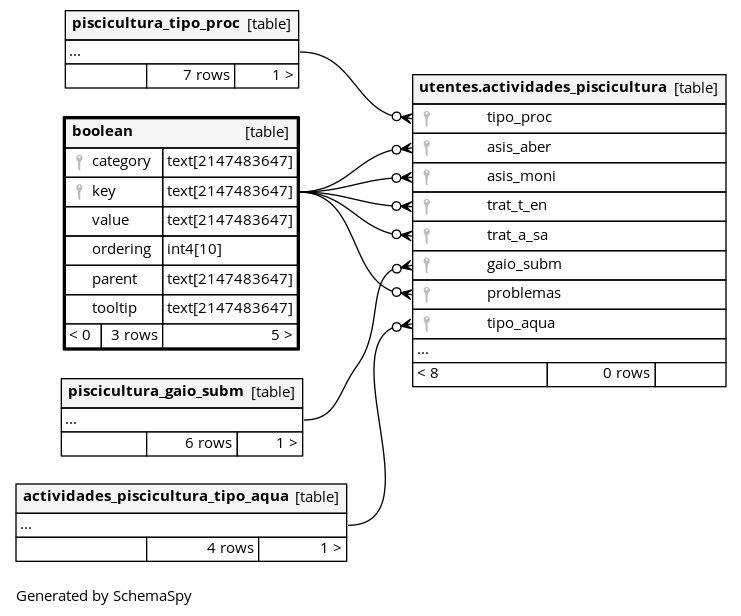 piscicultura_tipo_proc [table]
...
7 rows 1 >
boolean [table]
category text[2147483647]
key text[2147483647]
value text[2147483647]
ordering int4[10]
parent text[2147483647]
tooltip text[2147483647]
< 0 3 rows 5 >
piscicultura_gaio_subm [table]
...
6 rows 1 >
actividades_piscicultura_tipo_aqua [table]
...
4 rows 1 >
utentes.actividades_piscicultura [table]
tipo_proc
asis_aber
asis_moni
trat_t_en
trat_a_sa
gaio_subm
problemas
tipo_aqua
...
< 8 0 rows
Generated by SchemaSpy